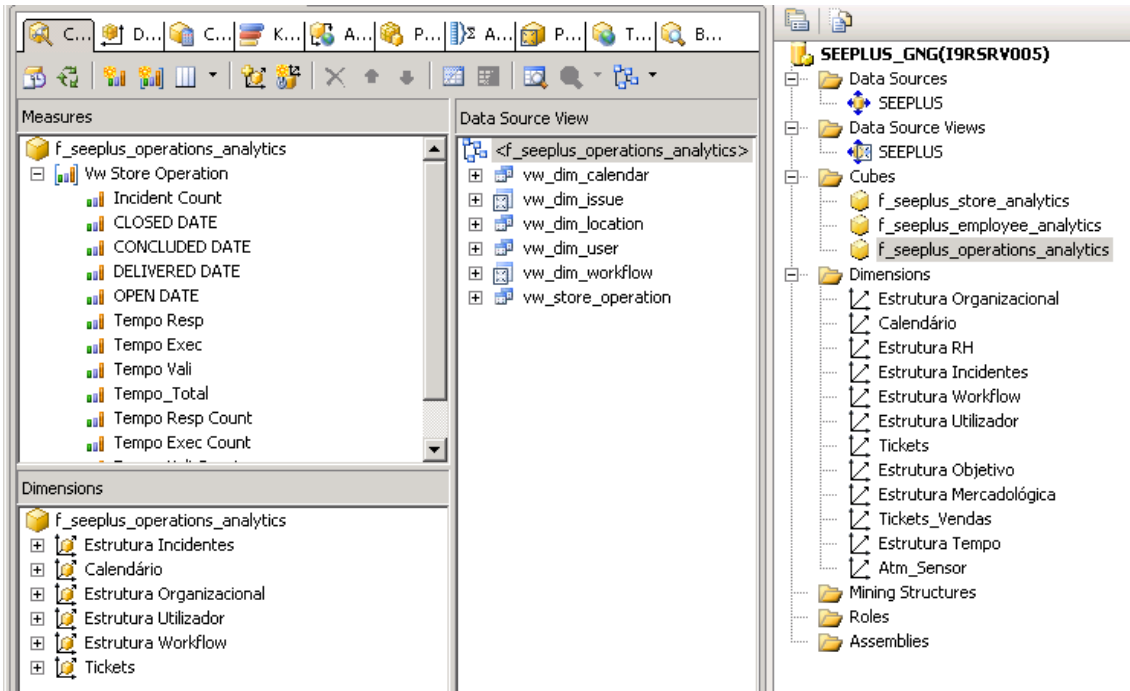 C...
D...
C...
K...
A...
P...
A...
P...
T...
B...
Measures
f_seeplus_operations_analytics
Vw Store Operation
Incident Count
CLOSED DATE
CONCLUDED DATE
DELIVERED DATE
OPEN DATE
Tempo Resp
Tempo Exec
Tempo Vali
Tempo_Total
Tempo Resp Count
Tempo Exec Count
Dimensions
f_seeplus_operations_analytics
Estrutura Incidentes
Calendário
Estrutura Organizacional
Estrutura Utilizador
Estrutura Workflow
Tickets
Data Source View
<f_seeplus_operations_analytics>
vw_dim_calendar
vw_dim_issue
vw_dim_location
vw_dim_user
vw_dim_workflow
vw_store_operation
SEEPLUS_GNG(I9RSRV005)
Data Sources
SEEPLUS
Data Source Views
SEEPLUS
Cubes
f_seeplus_store_analytics
f_seeplus_employee_analytics
f_seeplus_operations_analytics
Dimensions
Estrutura Organizacional
Calendário
Estrutura RH
Estrutura Incidentes
Estrutura Workflow
Estrutura Utilizador
Tickets
Estrutura Objetivo
Estrutura Mercadológica
Tickets_Vendas
Estrutura Tempo
Atm_Sensor
Mining Structures
Roles
Assemblies